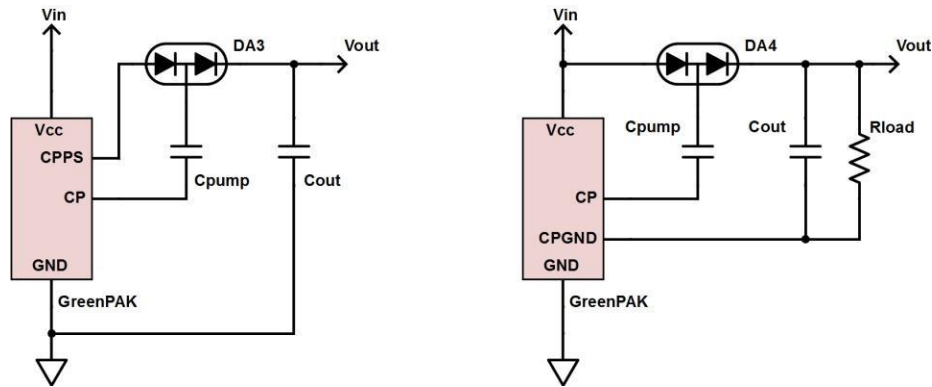 Vin
DA3
Vout
Vcc
CPPS
CP
Cpump
Cout
GND
GreenPAK
Vin
DA4
Vout
Vcc
Cpump
Cout
Rload
CP
CPGND
GND
GreenPAK